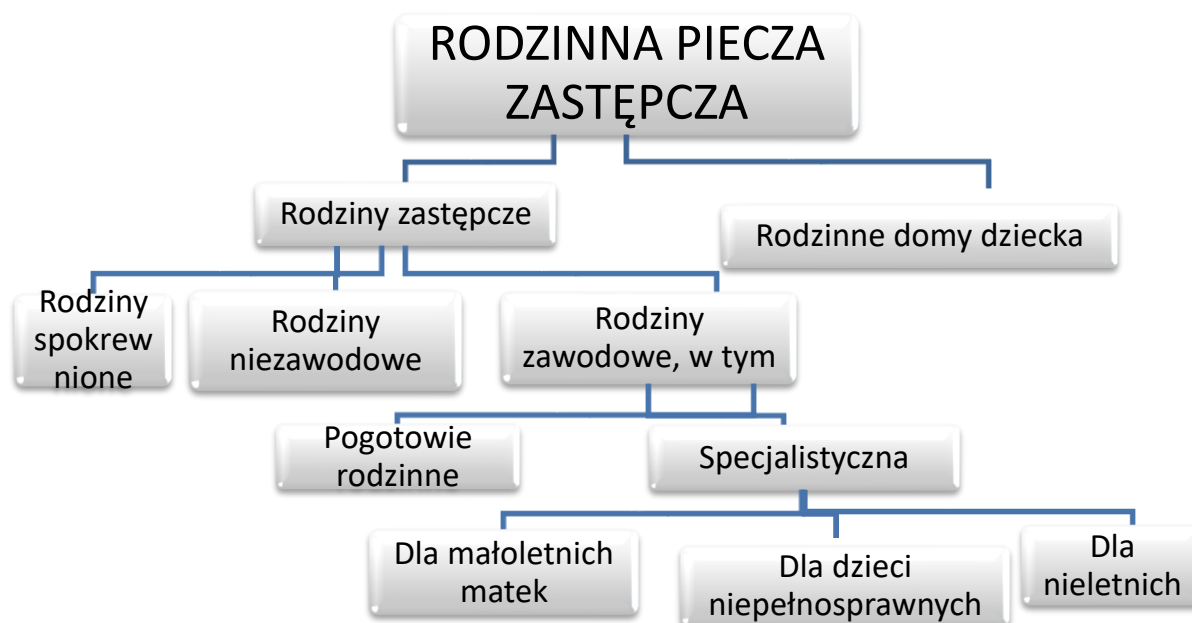 RODZINNA PIECZA
ZASTĘPCZA
Rodziny zastępcze
Rodzinne domy dziecka
Rodziny
spokrew
nione
Rodziny
niezawodowe
Rodziny
zawodowe, w tym
Pogotowie
rodzinne
Specjalistyczna
Dla małoletnich
matek
Dla dzieci
niepełnosprawnych
Dla
nieletnich